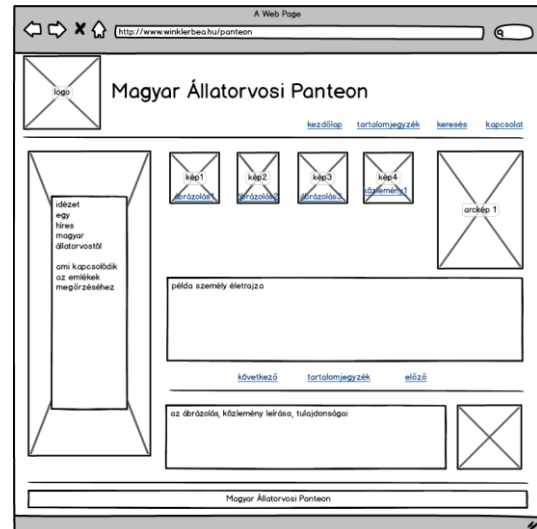 A Web Page
http://www.winklerbea.hu/panteon
logo
Magyar Állatorvosi Panteon
kezdőlap tartalomjegyzék keresés kapcsolat
idézet
egy
híres
magyar
állatorvostól
ami kapcsolódik
az emlékek
megőrzéséhez
kép1
ábrázolás1
kép2
ábrázolás2
kép3
ábrázolás3
kép4
közlemény1
arckép 1
példa személy életrajza
következő tartalomjegyzék előző
az ábrázolás, közlemény leírása, tulajdonságai
Magyar Állatorvosi Panteon